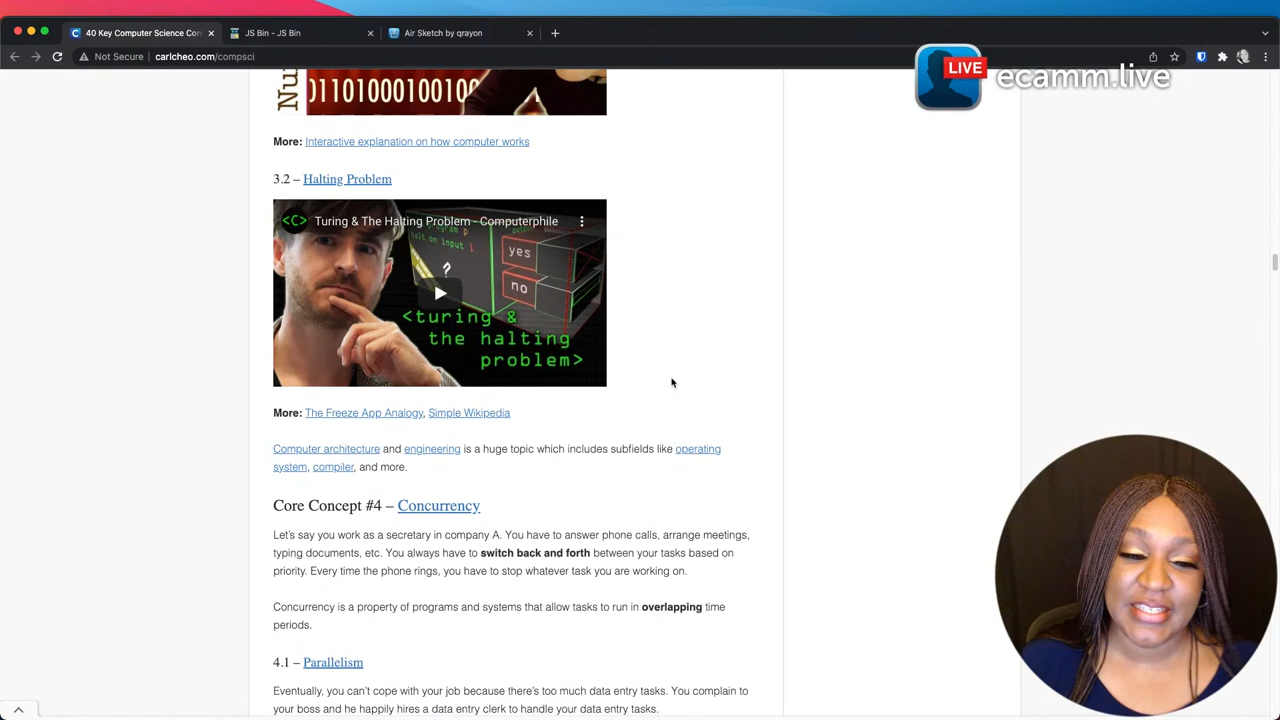 40 Key Computer Science Con
JS Bin - JS Bin
Air Sketch by qrayon
Not Secure
carlcheo.com/compsci
LIVE
ecamm.live
Nu
01101000100100
More: Interactive explanation on how computer works
3.2 – Halting Problem
<C>
Turing & The Halting Problem - Computerphile
halt on input i
?
yes
no
<turing &
the halting
problem>
More: The Freeze App Analogy, Simple Wikipedia
Computer architecture and engineering is a huge topic which includes subfields like operating
system, compiler, and more.
Core Concept #4 – Concurrency
Let's say you work as a secretary in company A. You have to answer phone calls, arrange meetings,
typing documents, etc. You always have to switch back and forth between your tasks based on
priority. Every time the phone rings, you have to stop whatever task you are working on.
Concurrency is a property of programs and systems that allow tasks to run in overlapping time
periods.
4.1 – Parallelism
Eventually, you can't cope with your job because there's too much data entry tasks. You complain to
your boss and he happily hires a data entry clerk to handle your data entry tasks.